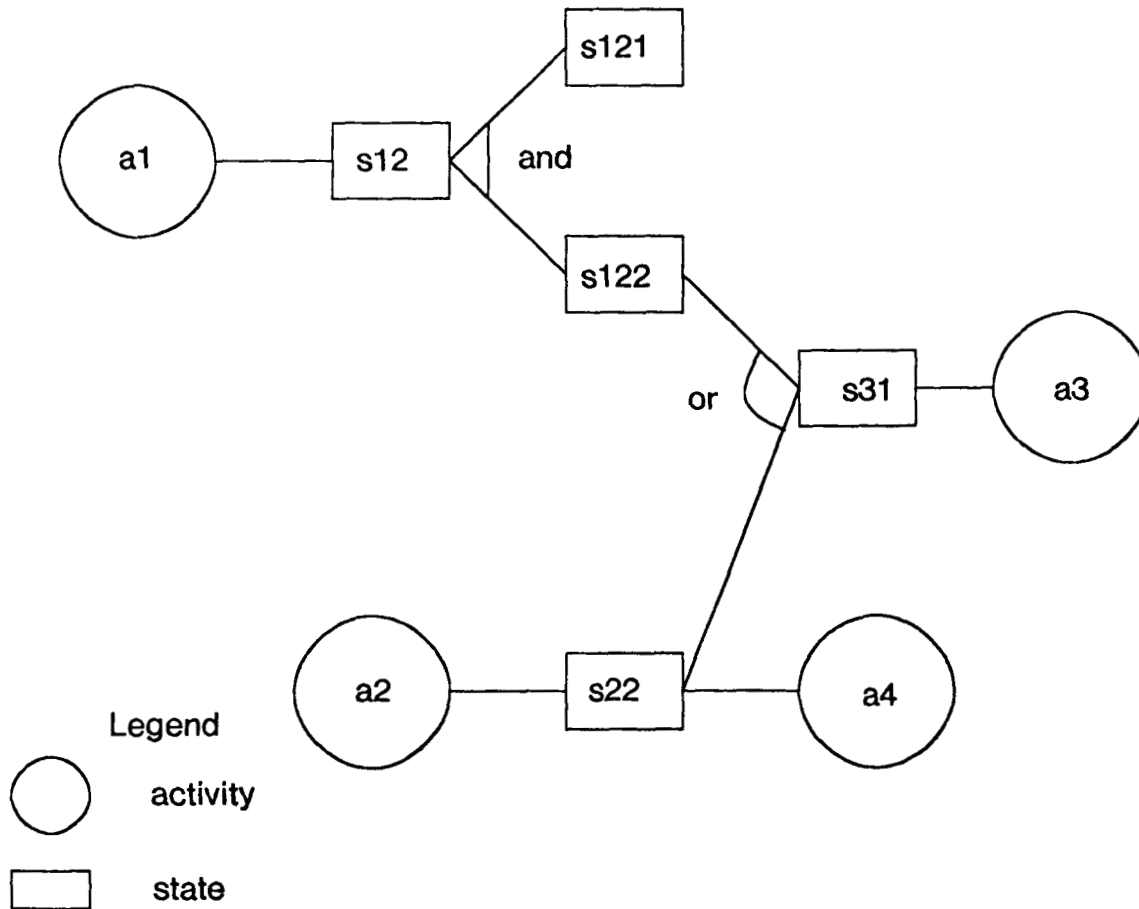 s121
a1
s12
and
s122
s31
a3
or
a2
s22
a4
Legend
activity
state